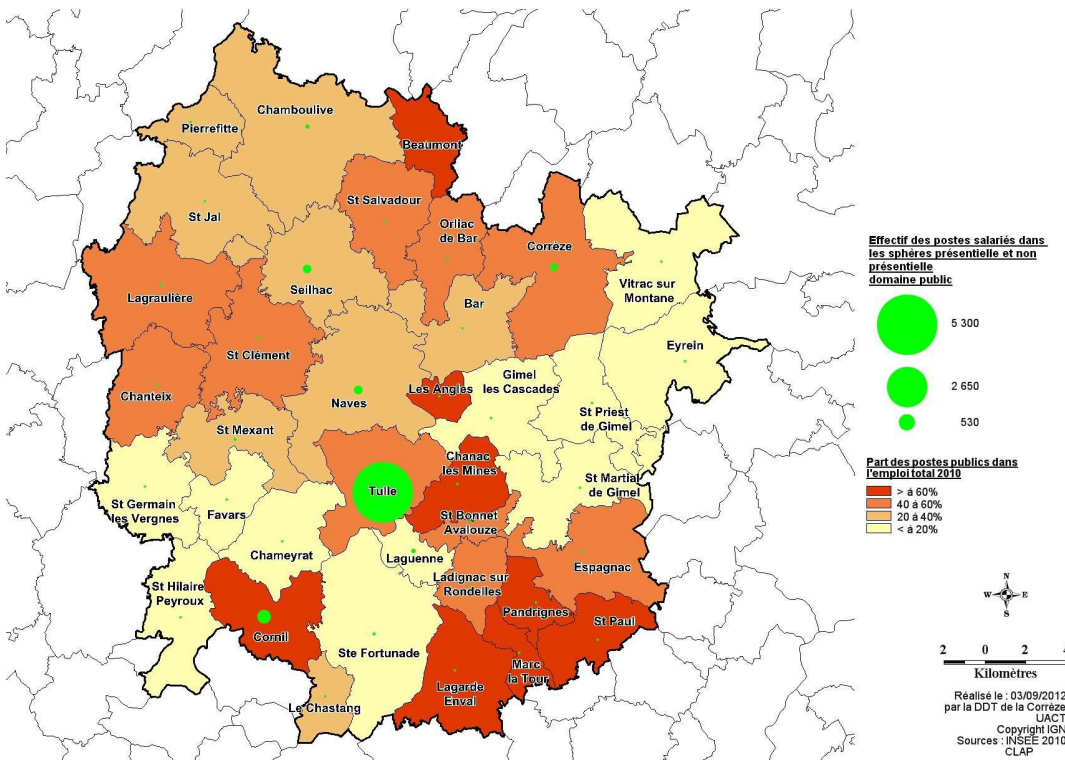 Chamboulive
Pierrefitte
Beaumont
St Jal
St Salvadour
Orliac
de Bar
Corrèze
Lagraulière
Seilhac
Bar
Vitrac sur
Montane
St Clément
Eyrein
Chanteix
Naves
Les Angles
Gimel
les Cascades
St Priest
de Gimel
St Mexant
Chanac
les Mines
Tulle
St Martial
de Gimel
St Germain
les Vergnes
Favars
St Bonnet
Avalouze
Chameyrat
Laguenne
Espagnac
St Hilaire
Peyroux
Ladignac sur
Rondelles
Pandrignes
Cornil
St Paul
Ste Fortunade
Marc
la Tour
Lagarde
Enval
Le Chastang
Effectif des postes salariés dans
les sphères présentielle et non
présentielle
domaine public
5 300
2 650
530
Part des postes publics dans
l'emploi total 2010
> à 60%
40 à 60%
20 à 40%
< à 20%
N
W E
S
2 0 2 4
Kilomètres
Réalisé le : 03/09/2012
par la DDT de la Corrèze
UACT
Copyright IGN
Sources : INSEE 2010
CLAP